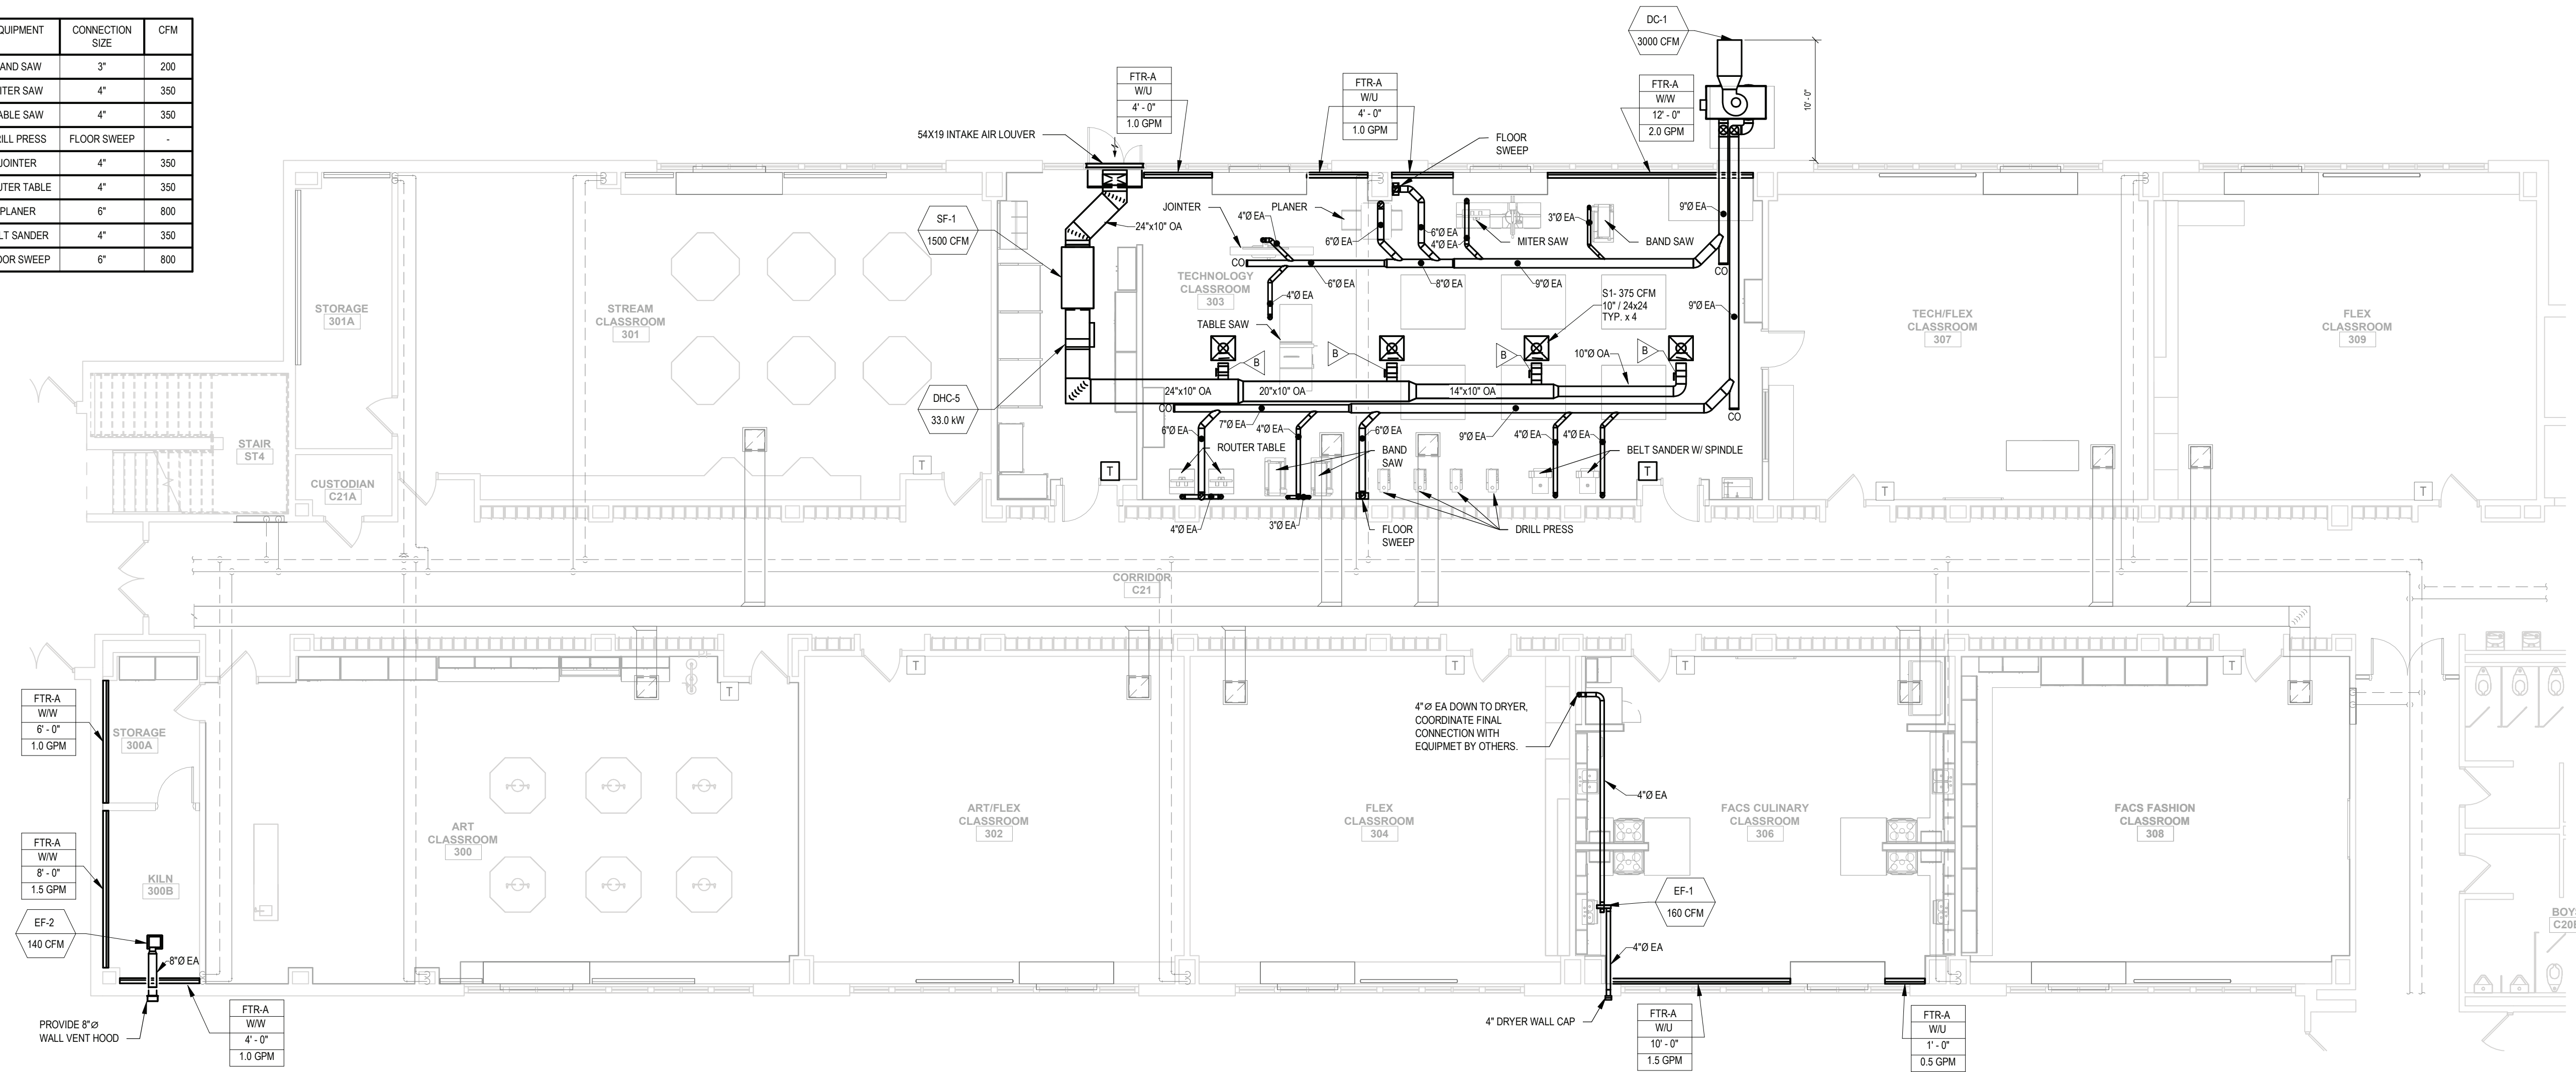 QUIPMENT
CONNECTION
SIZE
CFM
AND SAW 3" 200
ITER SAW 4" 350
ABLE SAW 4" 350
RILL PRESS FLOOR SWEEP -
JOINTER 4" 350
UTER TABLE 4" 350
PLANER 6" 800
LT SANDER 4" 350
OOR SWEEP 6" 800
DC-1
3000 CFM
10' - 0"
FTR-A
W/U
4' - 0"
1.0 GPM
FTR-A
W/U
4' - 0"
1.0 GPM
FTR-A
W/W
12' - 0"
2.0 GPM
54X19 INTAKE AIR LOUVER
FLOOR
SWEEP
SF-1
1500 CFM
24"x10" OA
JOINTER
4"Ø EA
PLANER
6"Ø EA
6"Ø EA
4"Ø EA
MITER SAW
3"Ø EA
BAND SAW
9"Ø EA
CO
6"Ø EA
8"Ø EA
9"Ø EA
CO
TECHNOLOGY
CLASSROOM
303
4"Ø EA
TABLE SAW
S1- 375 CFM
10" / 24x24
TYP. x 4
9"Ø EA
STORAGE
301A
STREAM
CLASSROOM
301
TECH/FLEX
CLASSROOM
307
FLEX
CLASSROOM
309
B
B
B
B
10"Ø OA
DHC-5
33.0 kW
24"x10" OA
20"x10" OA
14"x10" OA
CO
7"Ø EA
9"Ø EA
CO
6"Ø EA
4"Ø EA
6"Ø EA
4"Ø EA
4"Ø EA
ROUTER TABLE
BAND
SAW
BELT SANDER W/ SPINDLE
STAIR
ST4
CUSTODIAN
C21A
T
T
T
T
T
4"Ø EA
3"Ø EA
FLOOR
SWEEP
DRILL PRESS
CORRIDOR
C21
T
T
T
T
T
FTR-A
W/W
6' - 0"
1.0 GPM
STORAGE
300A
4"Ø EA DOWN TO DRYER,
COORDINATE FINAL
CONNECTION WITH
EQUIPMET BY OTHERS.
4"Ø EA
ART
CLASSROOM
300
ART/FLEX
CLASSROOM
302
FLEX
CLASSROOM
304
FACS CULINARY
CLASSROOM
306
FACS FASHION
CLASSROOM
308
FTR-A
W/W
8' - 0"
1.5 GPM
KILN
300B
EF-1
160 CFM
EF-2
140 CFM
8"Ø EA
4"Ø EA
BOY
C20
PROVIDE 8"Ø
WALL VENT HOOD
FTR-A
W/W
4' - 0"
1.0 GPM
4" DRYER WALL CAP
FTR-A
W/U
10' - 0"
1.5 GPM
FTR-A
W/U
1' - 0"
0.5 GPM